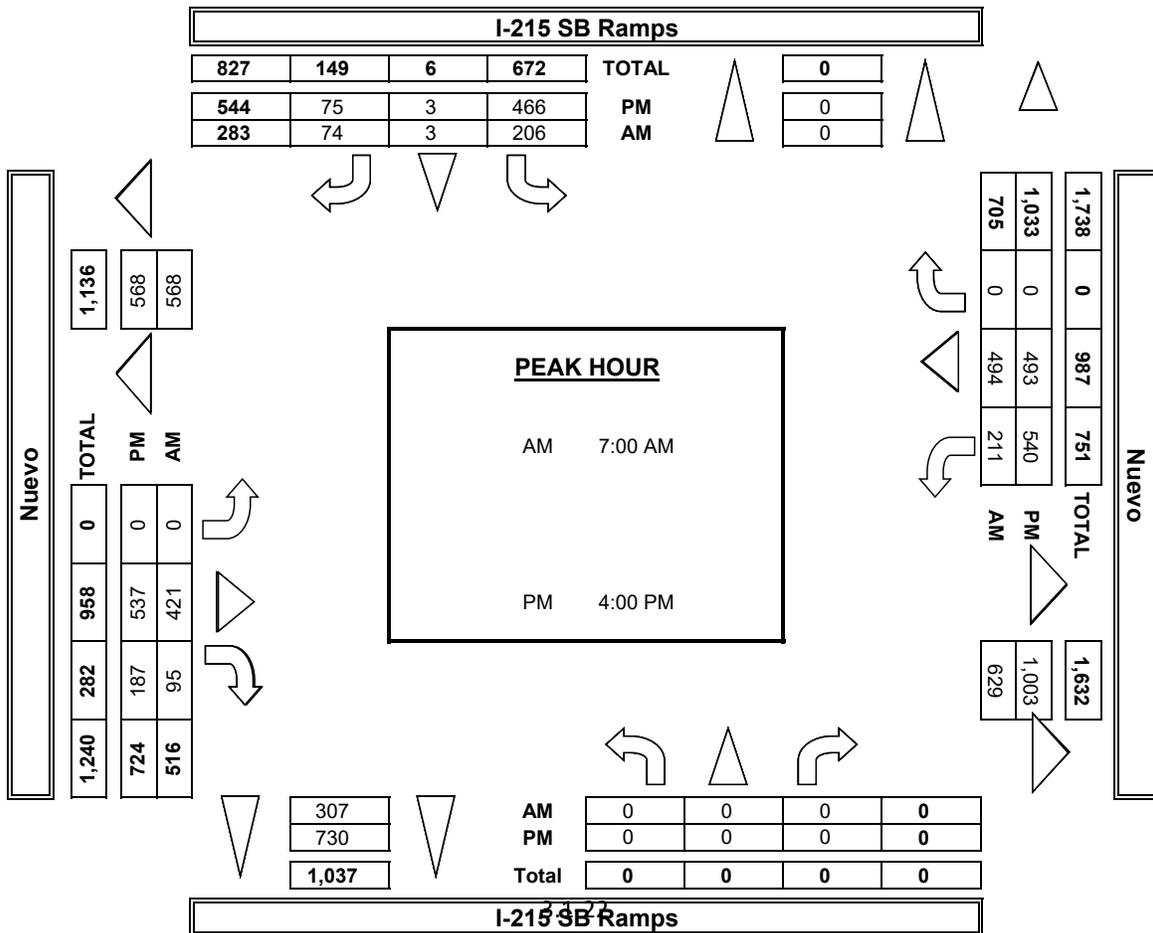 I-215 SB Ramps
827 149 6 672 TOTAL 0
544 75 3 466 PM 0
283 74 3 206 AM 0
Nuevo
1,136
568
568
TOTAL 0 958 282 1,240
PM 0 537 187 724
AM 0 421 95 516
PEAK HOUR
AM 7:00 AM
PM 4:00 PM
1,738 0 987 751 TOTAL
1,033 0 493 540 PM
705 0 494 211 AM
1,632
1,003
629
Nuevo
307 AM 0 0 0 0
730 PM 0 0 0 0
1,037 Total 0 0 0 0
I-215 SB Ramps